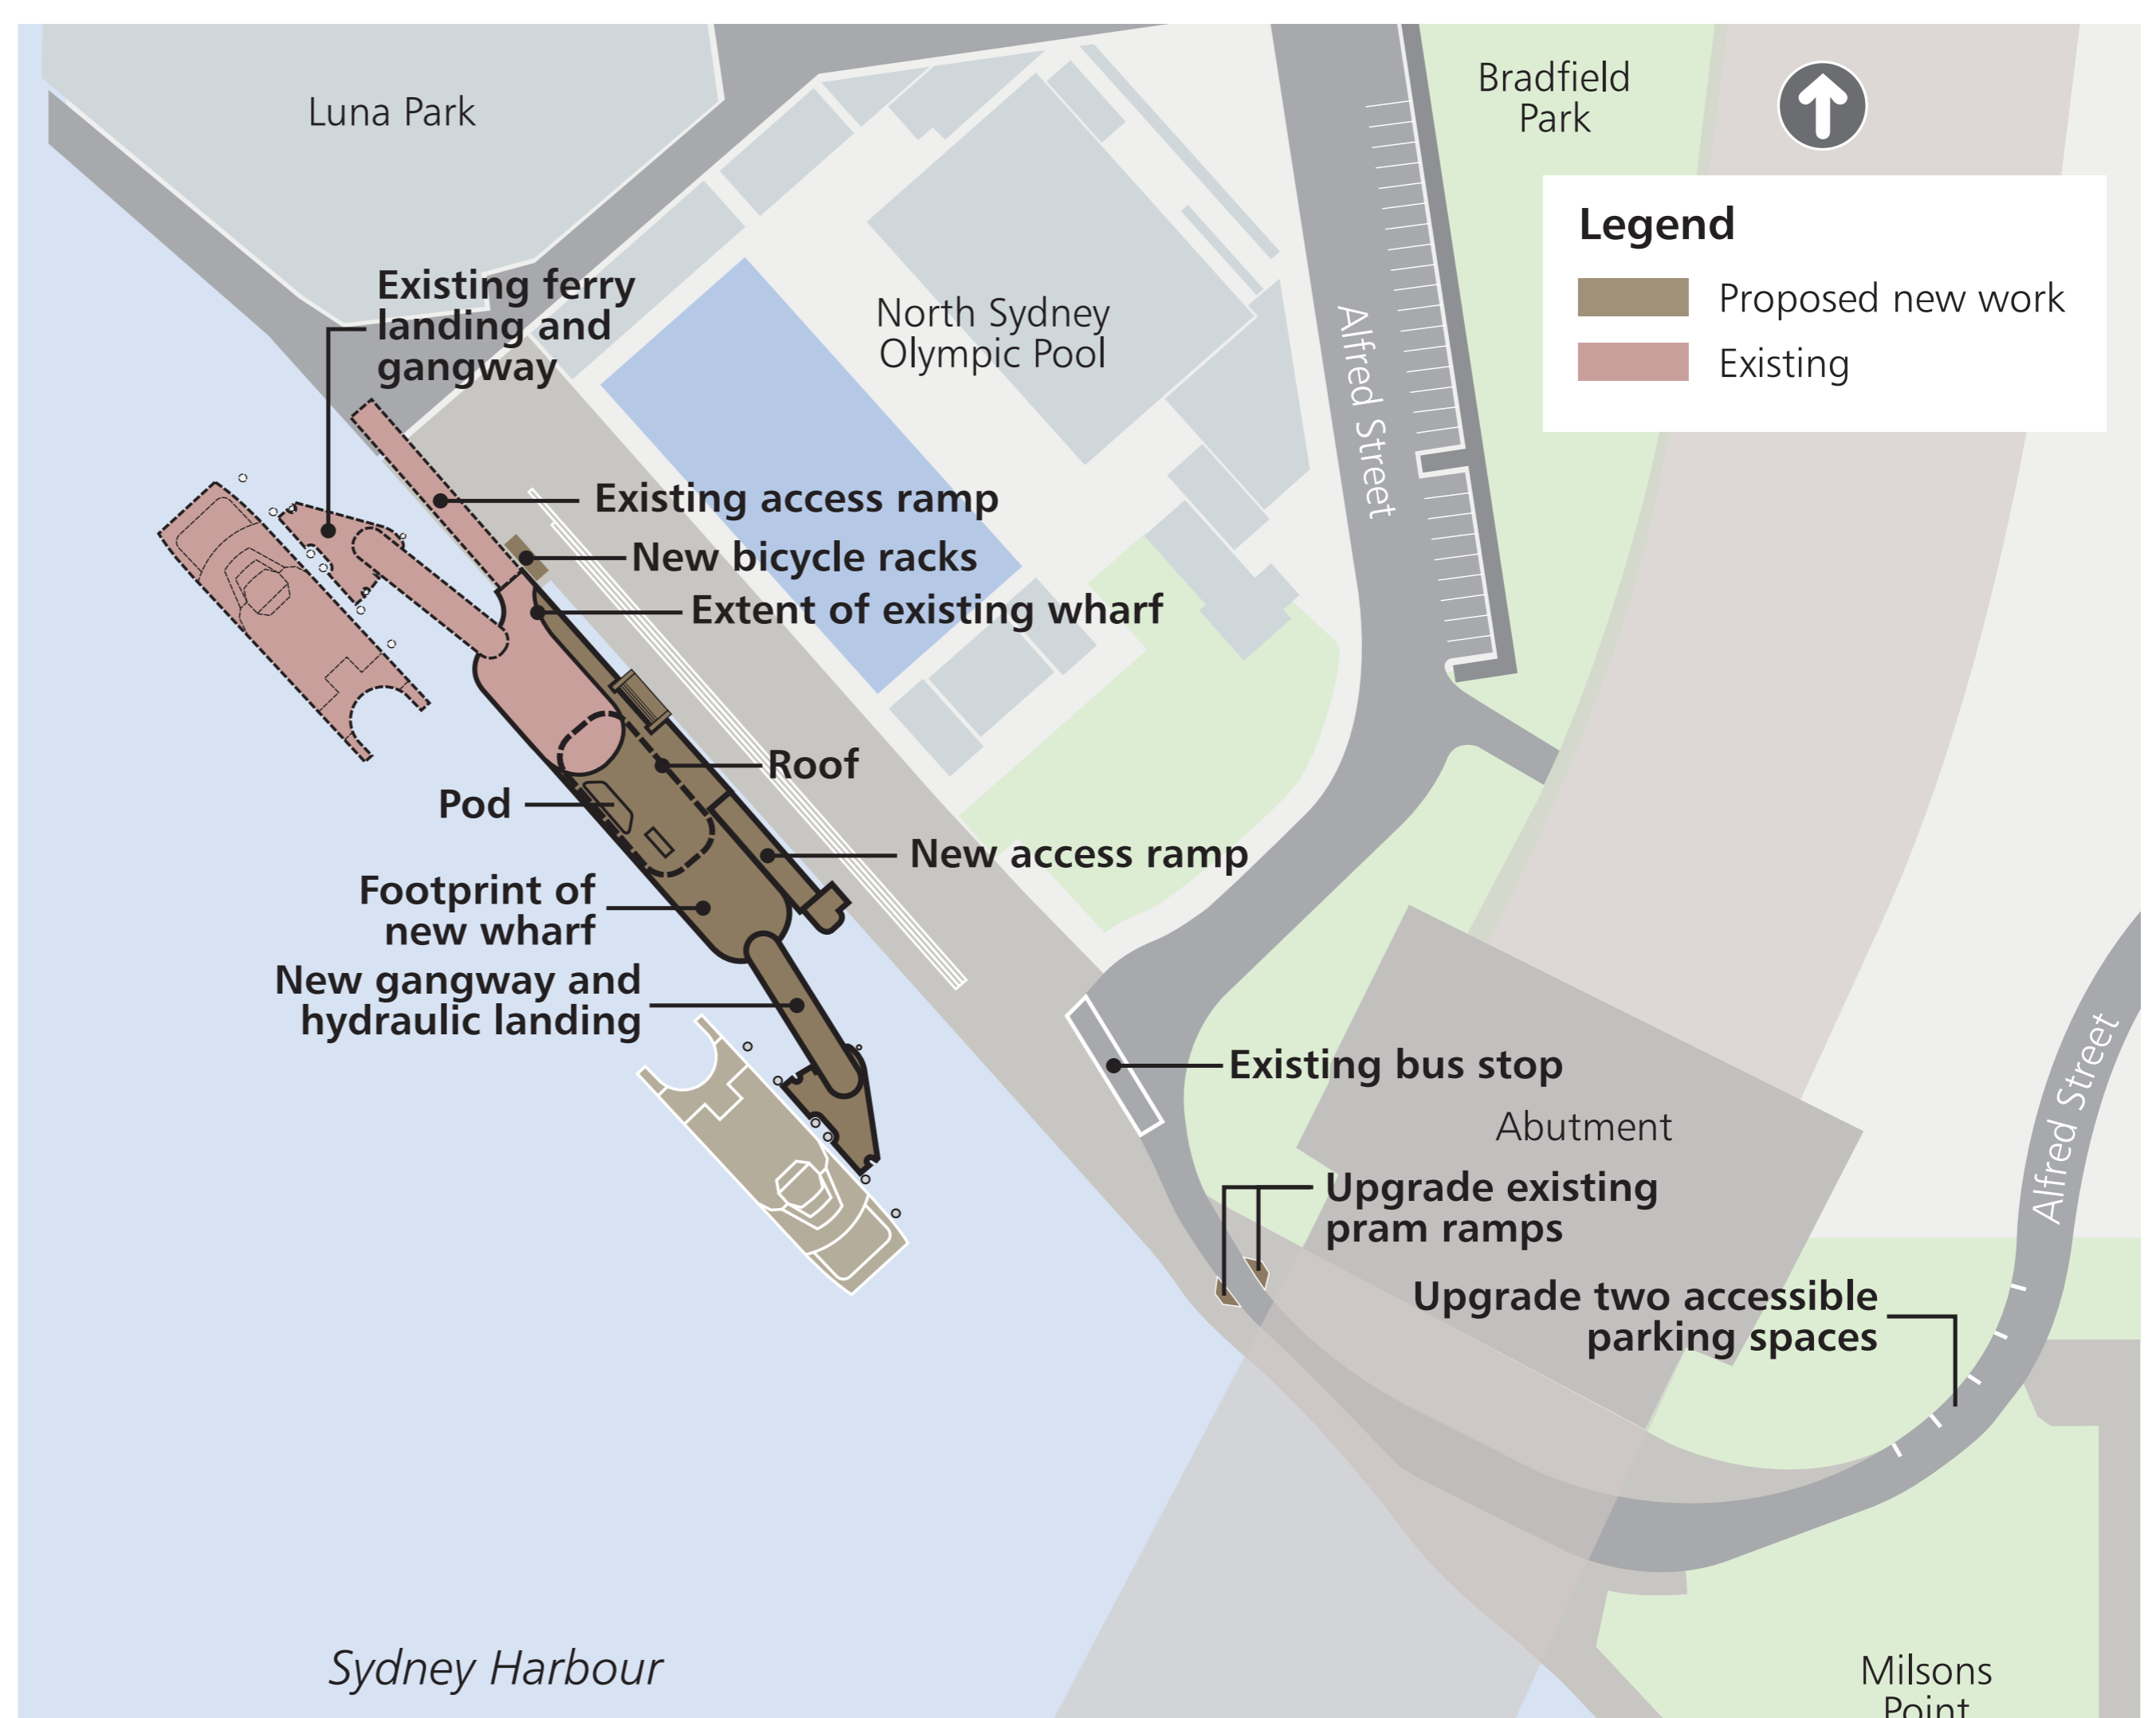 Luna Park
Bradfield
Park
Legend
Proposed new work
Existing
Existing ferry
landing and
gangway
North Sydney
Olympic Pool
Alfred Street
Existing access ramp
New bicycle racks
Extent of existing wharf
Roof
Pod
New access ramp
Footprint of
new wharf
New gangway and
hydraulic landing
Existing bus stop
Abutment
Alfred Street
Upgrade existing
pram ramps
Upgrade two accessible
parking spaces
Sydney Harbour
Milsons
Point